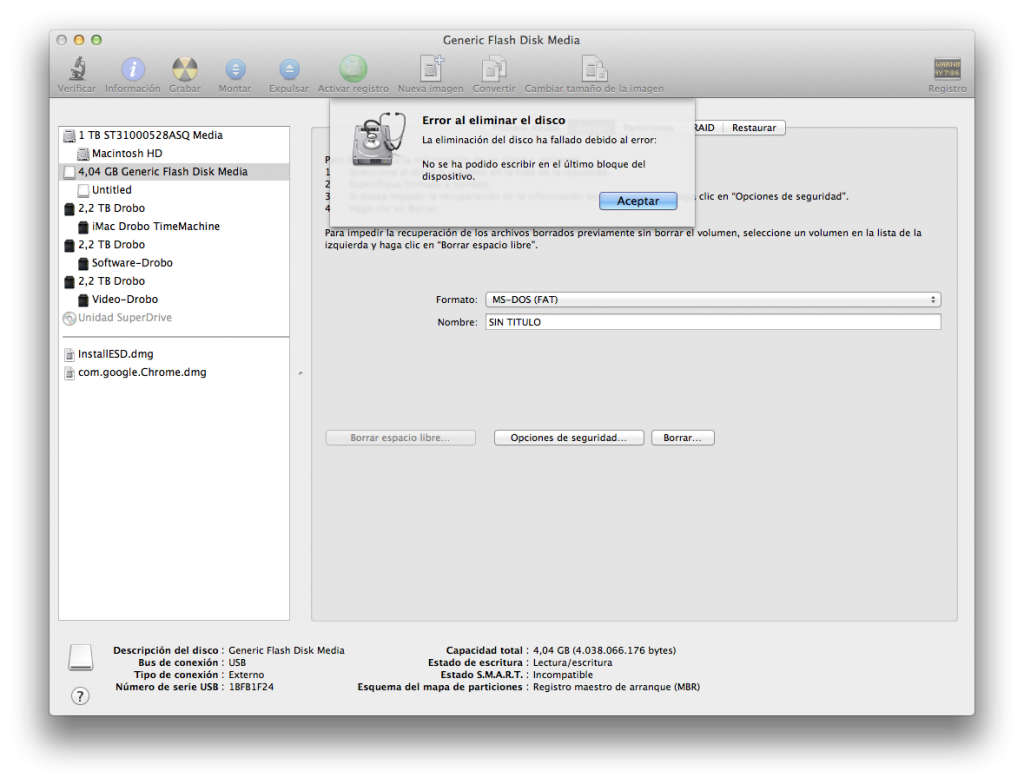 Generic Flash Disk Media
Verificar Información Grabar Montar Expulsar Activar registro Nueva imagen Convertir Cambiar tamaño de la imagen Registro
1 TB ST31000528ASQ Media
Macintosh HD
4,04 GB Generic Flash Disk Media
Untitled
2,2 TB Drobo
iMac Drobo TimeMachine
2,2 TB Drobo
Software-Drobo
2,2 TB Drobo
Video-Drobo
Unidad SuperDrive
InstallESD.dmg
com.google.Chrome.dmg
Error al eliminar el disco
La eliminación del disco ha fallado debido al error:
No se ha podido escribir en el último bloque del
dispositivo.
Aceptar
RAID Restaurar
1
2
3 clic en "Opciones de seguridad".
4
Para impedir la recuperación de los archivos borrados previamente sin borrar el volumen, seleccione un volumen en la lista de la
izquierda y haga clic en "Borrar espacio libre".
Formato: MS-DOS (FAT)
Nombre: SIN TITULO
Borrar espacio libre... Opciones de seguridad... Borrar...
Descripción del disco : Generic Flash Disk Media
Bus de conexión : USB
Tipo de conexión : Externo
Número de serie USB : 1BFB1F24
Capacidad total : 4,04 GB (4.038.066.176 bytes)
Estado de escritura : Lectura/escritura
Estado S.M.A.R.T. : Incompatible
Esquema del mapa de particiones : Registro maestro de arranque (MBR)
?